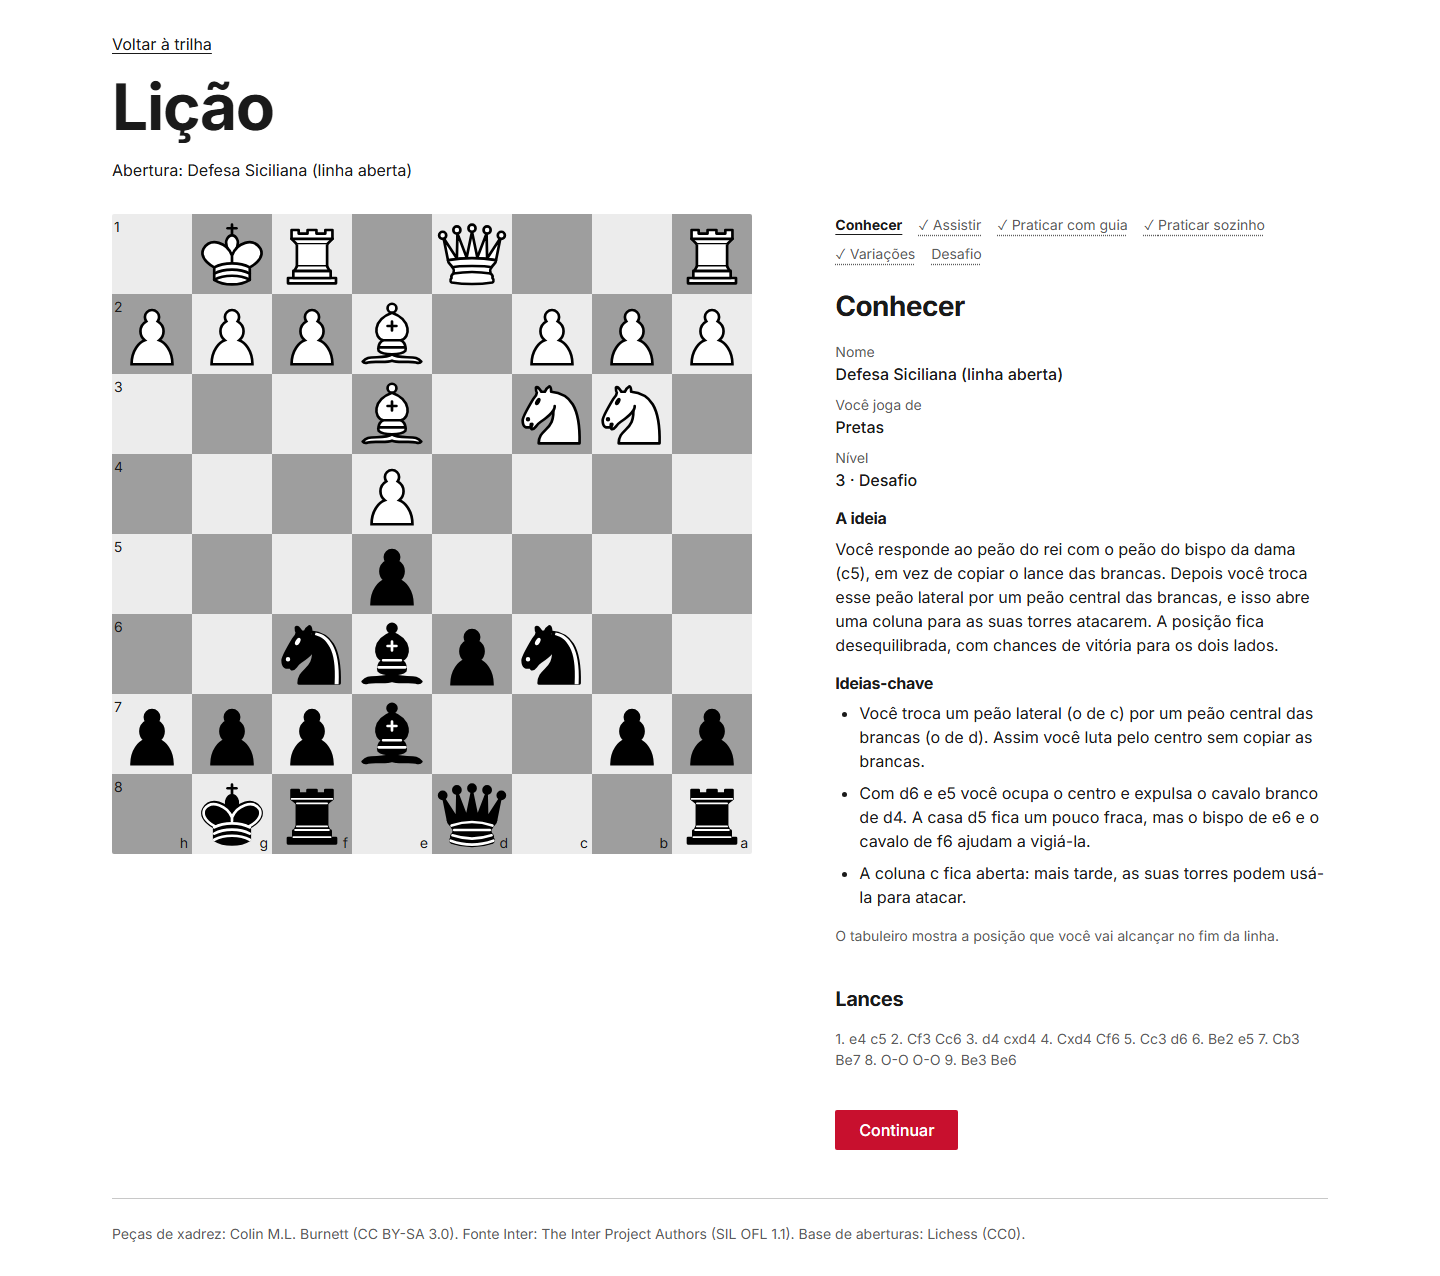 Voltar à trilha
Lição
Abertura: Defesa Siciliana (linha aberta)
1
2
3
4
5
6
7
8
h g f e d c b a
Conhecer ✓ Assistir ✓ Praticar com guia ✓ Praticar sozinho
✓ Variações Desafio
Conhecer
Nome
Defesa Siciliana (linha aberta)
Você joga de
Pretas
Nível
3 · Desafio
A ideia
Você responde ao peão do rei com o peão do bispo da dama
(c5), em vez de copiar o lance das brancas. Depois você troca
esse peão lateral por um peão central das brancas, e isso abre
uma coluna para as suas torres atacarem. A posição fica
desequilibrada, com chances de vitória para os dois lados.
Ideias-chave
• Você troca um peão lateral (o de c) por um peão central das
brancas (o de d). Assim você luta pelo centro sem copiar as
brancas.
• Com d6 e e5 você ocupa o centro e expulsa o cavalo branco
de d4. A casa d5 fica um pouco fraca, mas o bispo de e6 e o
cavalo de f6 ajudam a vigiá-la.
• A coluna c fica aberta: mais tarde, as suas torres podem usá-
la para atacar.
O tabuleiro mostra a posição que você vai alcançar no fim da linha.
Lances
1. e4 c5 2. Cf3 Cc6 3. d4 cxd4 4. Cxd4 Cf6 5. Cc3 d6 6. Be2 e5 7. Cb3
Be7 8. O-O O-O 9. Be3 Be6
Continuar
Peças de xadrez: Colin M.L. Burnett (CC BY-SA 3.0). Fonte Inter: The Inter Project Authors (SIL OFL 1.1). Base de aberturas: Lichess (CC0).